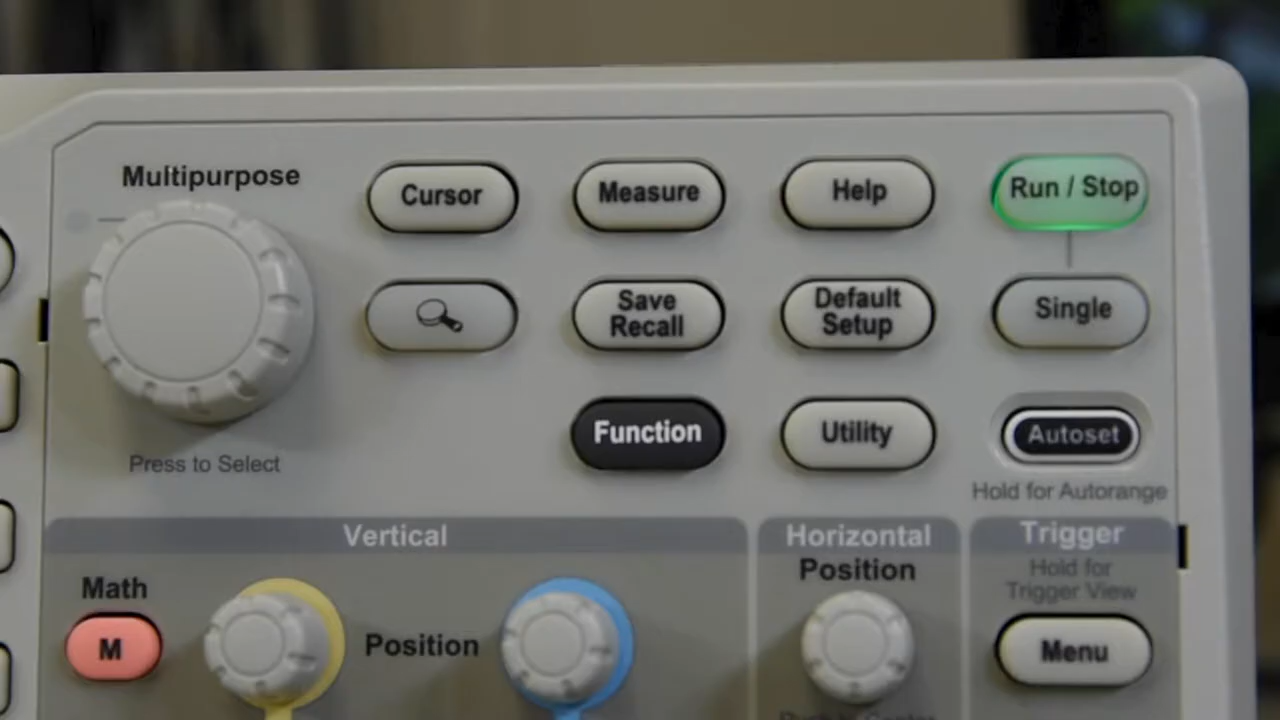 Multipurpose
Cursor
Measure
Help
Run / Stop
Save
Recall
Default
Setup
Single
Function
Utility
Autoset
Press to Select
Hold for Autorange
Vertical
Horizontal
Trigger
Math
M
Position
Position
Hold for
Trigger View
Menu